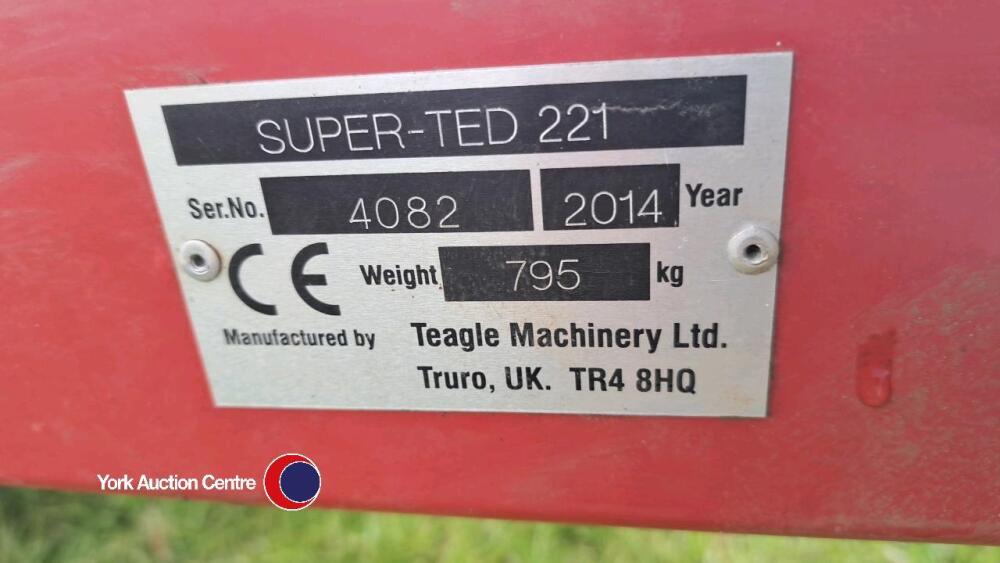 SUPER-TED 221
Ser.No. 4082 2014 Year
CE Weight 795 kg
Manufactured by Teagle Machinery Ltd.
Truro, UK. TR4 8HQ
York Auction Centre